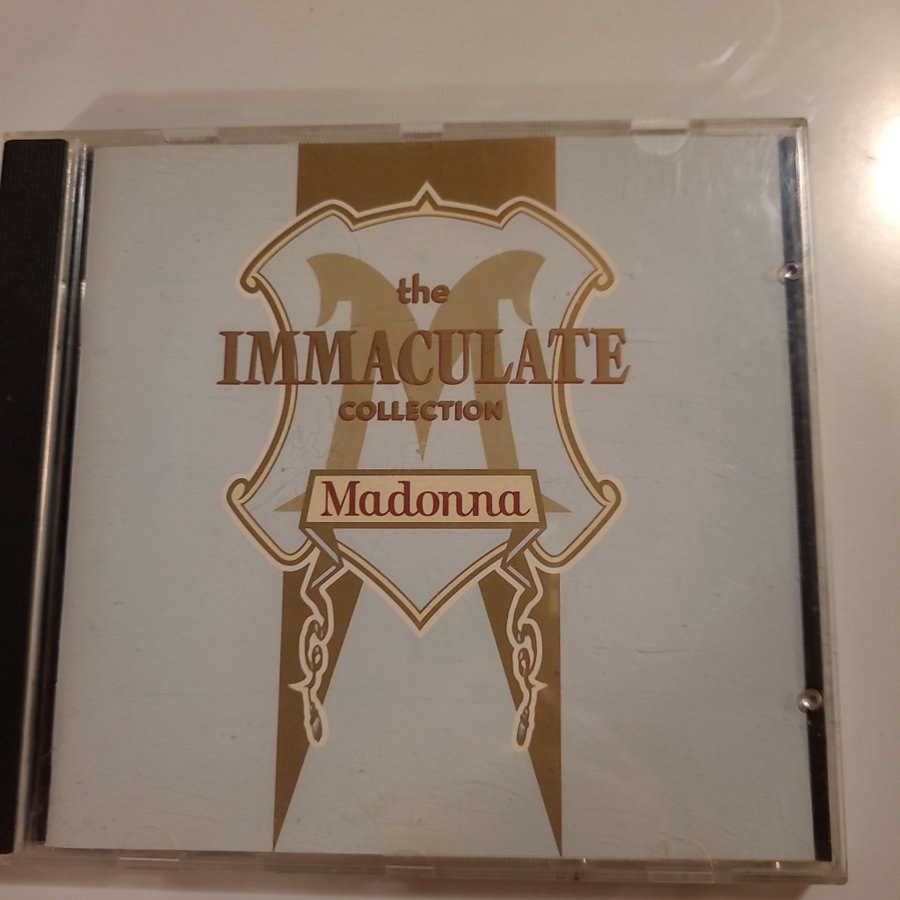 the
IMMACULATE
COLLECTION
Madonna